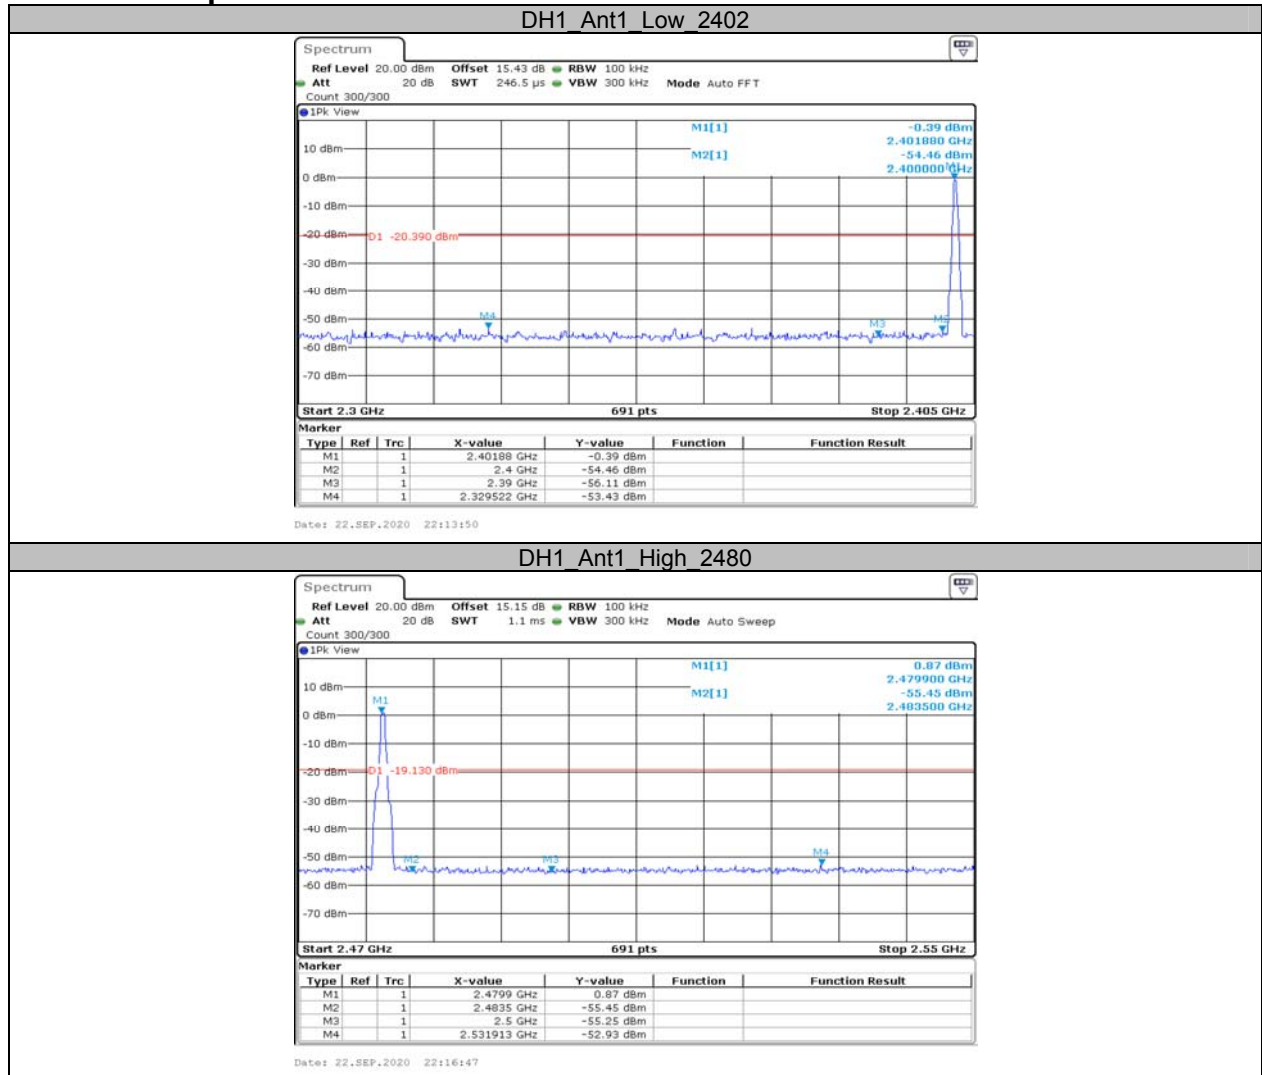 DH1_Ant1_Low_2402
Spectrum
Ref Level 20.00 dBm Offset 15.43 dB RBW 100 kHz
Att 20 dB SWT 246.5 µs VBW 300 kHz Mode Auto FFT
Count 300/300
1Pk View
M1[1] -0.39 dBm
2.401880 GHz
10 dBm
M2[1] -54.46 dBm
2.400000 GHz
M1
0 dBm
-10 dBm
-20 dBm
D1 -20.390 dBm
-30 dBm
-40 dBm
-50 dBm
M4
M3
M2
-60 dBm
-70 dBm
Start 2.3 GHz 691 pts Stop 2.405 GHz
Marker
Type Ref Trc X-value Y-value Function Function Result
M1 1 2.40188 GHz -0.39 dBm
M2 1 2.4 GHz -54.46 dBm
M3 1 2.39 GHz -56.11 dBm
M4 1 2.329522 GHz -53.43 dBm
Date: 22.SEP.2020 22:13:50
DH1_Ant1_High_2480
Spectrum
Ref Level 20.00 dBm Offset 15.15 dB RBW 100 kHz
Att 20 dB SWT 1.1 ms VBW 300 kHz Mode Auto Sweep
Count 300/300
1Pk View
M1[1] 0.87 dBm
2.479900 GHz
10 dBm
M2[1] -55.45 dBm
M1
2.483500 GHz
0 dBm
-10 dBm
-20 dBm
D1 -19.130 dBm
-30 dBm
-40 dBm
-50 dBm
M2
M3
M4
-60 dBm
-70 dBm
Start 2.47 GHz 691 pts Stop 2.55 GHz
Marker
Type Ref Trc X-value Y-value Function Function Result
M1 1 2.4799 GHz 0.87 dBm
M2 1 2.4835 GHz -55.45 dBm
M3 1 2.5 GHz -55.25 dBm
M4 1 2.531913 GHz -52.93 dBm
Date: 22.SEP.2020 22:16:47